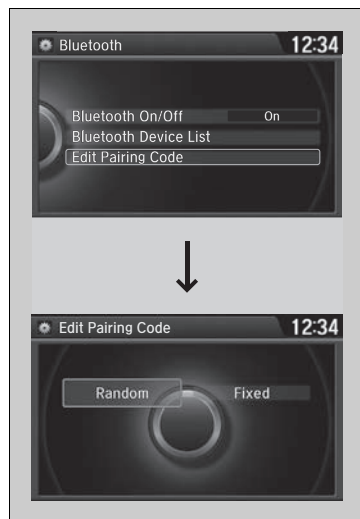 Bluetooth 12:34
Bluetooth On/Off On
Bluetooth Device List
Edit Pairing Code
Edit Pairing Code 12:34
Random Fixed